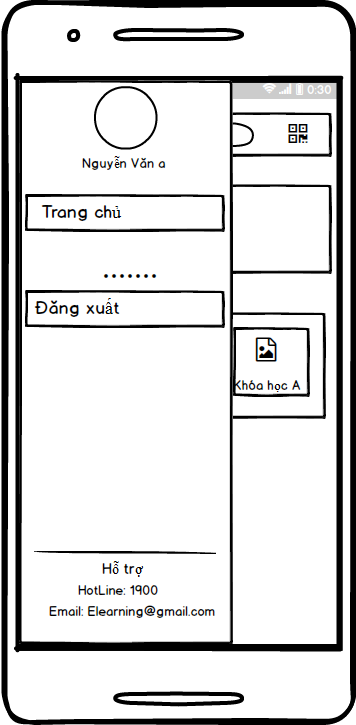 0:30
Nguyễn Văn a
Trang chủ
.......
Đăng xuất
Khóa học A
Hỗ trợ
HotLine: 1900
Email: Elearning@gmail.com